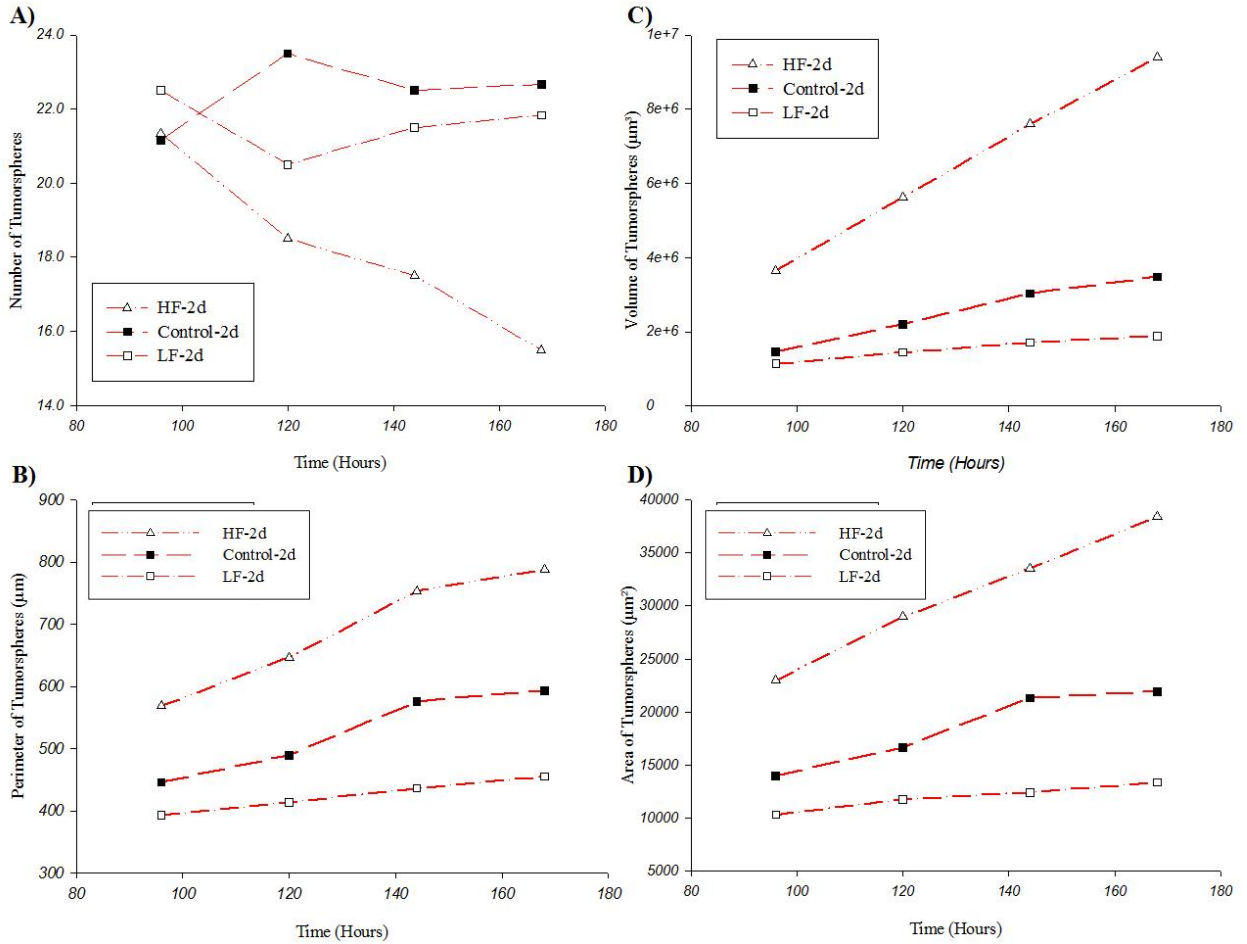 A)
Number of Tumorspheres
24.0
22.0
20.0
18.0
16.0
14.0
HF-2d
Control-2d
LF-2d
80 100 120 140 160 180
Time (Hours)
C)
Volume of Tumorspheres (µm³)
1e+7
8e+6
6e+6
4e+6
2e+6
0
HF-2d
Control-2d
LF-2d
80 100 120 140 160 180
Time (Hours)
B)
Perimeter of Tumorspheres (µm)
900
800
700
600
500
400
300
HF-2d
Control-2d
LF-2d
80 100 120 140 160 180
Time (Hours)
D)
Area of Tumorspheres (µm²)
40000
35000
30000
25000
20000
15000
10000
5000
HF-2d
Control-2d
LF-2d
80 100 120 140 160 180
Time (Hours)